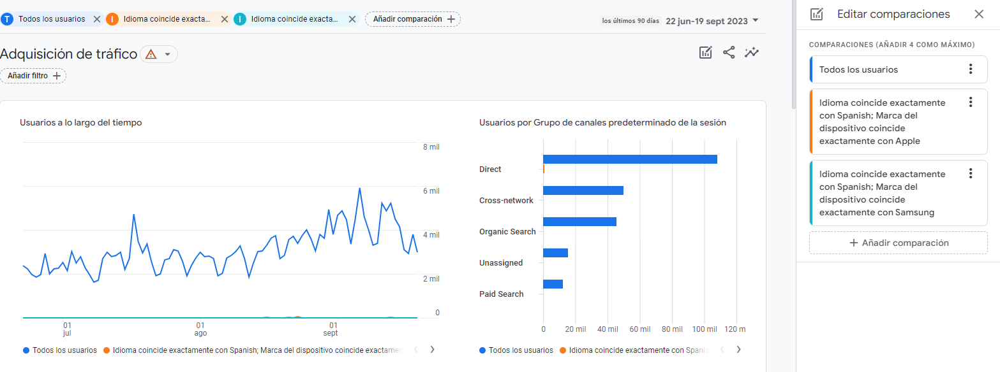 T Todos los usuarios
I Idioma coincide exacta...
I Idioma coincide exacta...
Añadir comparación
los últimos 90 días 22 jun-19 sept 2023
Adquisición de tráfico
Añadir filtro
Usuarios a lo largo del tiempo
8 mil
6 mil
4 mil
2 mil
0
01 jul
01 ago
01 sept
Todos los usuarios
Idioma coincide exactamente con Spanish; Marca del dispositivo coincide exactamen
Usuarios por Grupo de canales predeterminado de la sesión
Direct
Cross-network
Organic Search
Unassigned
Paid Search
0 20 mil 40 mil 60 mil 80 mil 100 mil 120 m
Todos los usuarios
Idioma coincide exactamente con Spanis
Editar comparaciones
COMPARACIONES (AÑADIR 4 COMO MÁXIMO)
Todos los usuarios
Idioma coincide exactamente
con Spanish; Marca del
dispositivo coincide
exactamente con Apple
Idioma coincide exactamente
con Spanish; Marca del
dispositivo coincide
exactamente con Samsung
+ Añadir comparación